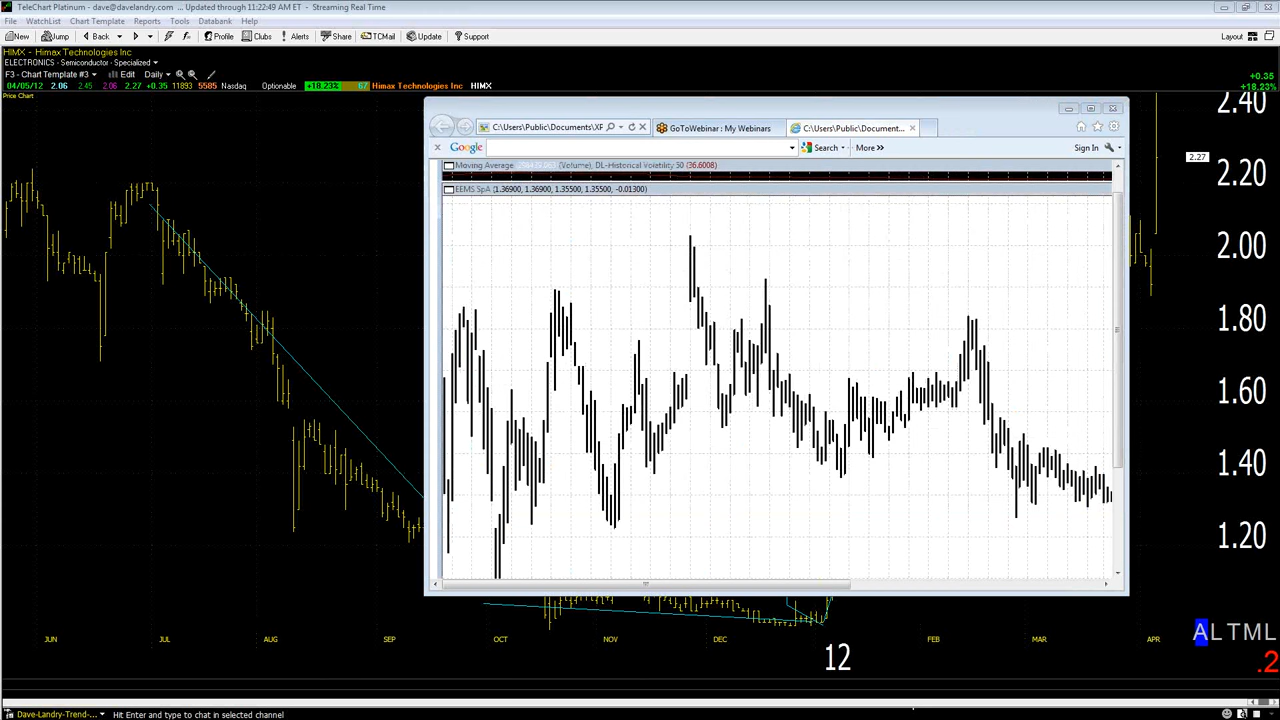 TeleChart Platinum - dave@davelandry.com ... Updated through 11:22:49 AM ET - Streaming Real Time
File WatchList Chart Template Reports Tools Databank Help
New Jump Back Profile Clubs Alerts Share TCMail Update Support Layout
HIMX - Himax Technologies Inc
ELECTRONICS - Semiconductor - Specialized
F3 - Chart Template #3 Edit Daily
+0.35
04/05/12 2.06 2.45 2.06 2.27 +0.35 11893 5585 Nasdaq Optionable +18.23% 67 Himax Technologies Inc HIMX
+18.23%
Price Chart
2.40
2.27
2.20
2.00
1.80
1.60
1.40
1.20
C:\Users\Public\Documents\XF GoToWebinar : My Webinars C:\Users\Public\Document...
Google Search More >> Sign In
Moving Average (Volume), DL-Historical Volatility 50 (36.6008)
EEMS SpA (1.36900, 1.36900, 1.35500, 1.35500, -0.01300)
JUN JUL AUG SEP OCT NOV DEC FEB MAR APR
12
ALTML
.2
Dave-Landry-Trend-... Hit Enter and type to chat in selected channel